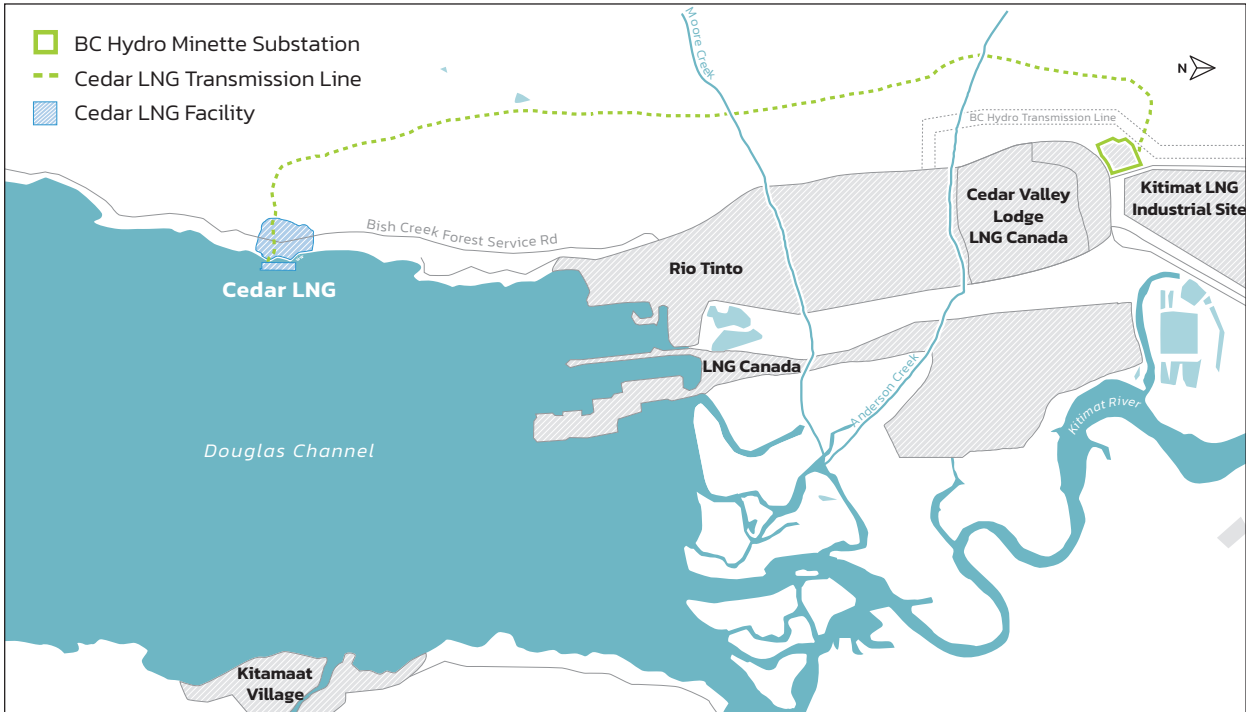 BC Hydro Minette Substation
Cedar LNG Transmission Line
Cedar LNG Facility
Moore Creek
Anderson Creek
N
BC Hydro Transmission Line
Cedar Valley
Lodge
LNG Canada
Kitimat LNG
Industrial Site
Bish Creek Forest Service Rd
Rio Tinto
Cedar LNG
LNG Canada
Anderson Creek
Kitimat River
Douglas Channel
Kitamaat
Village